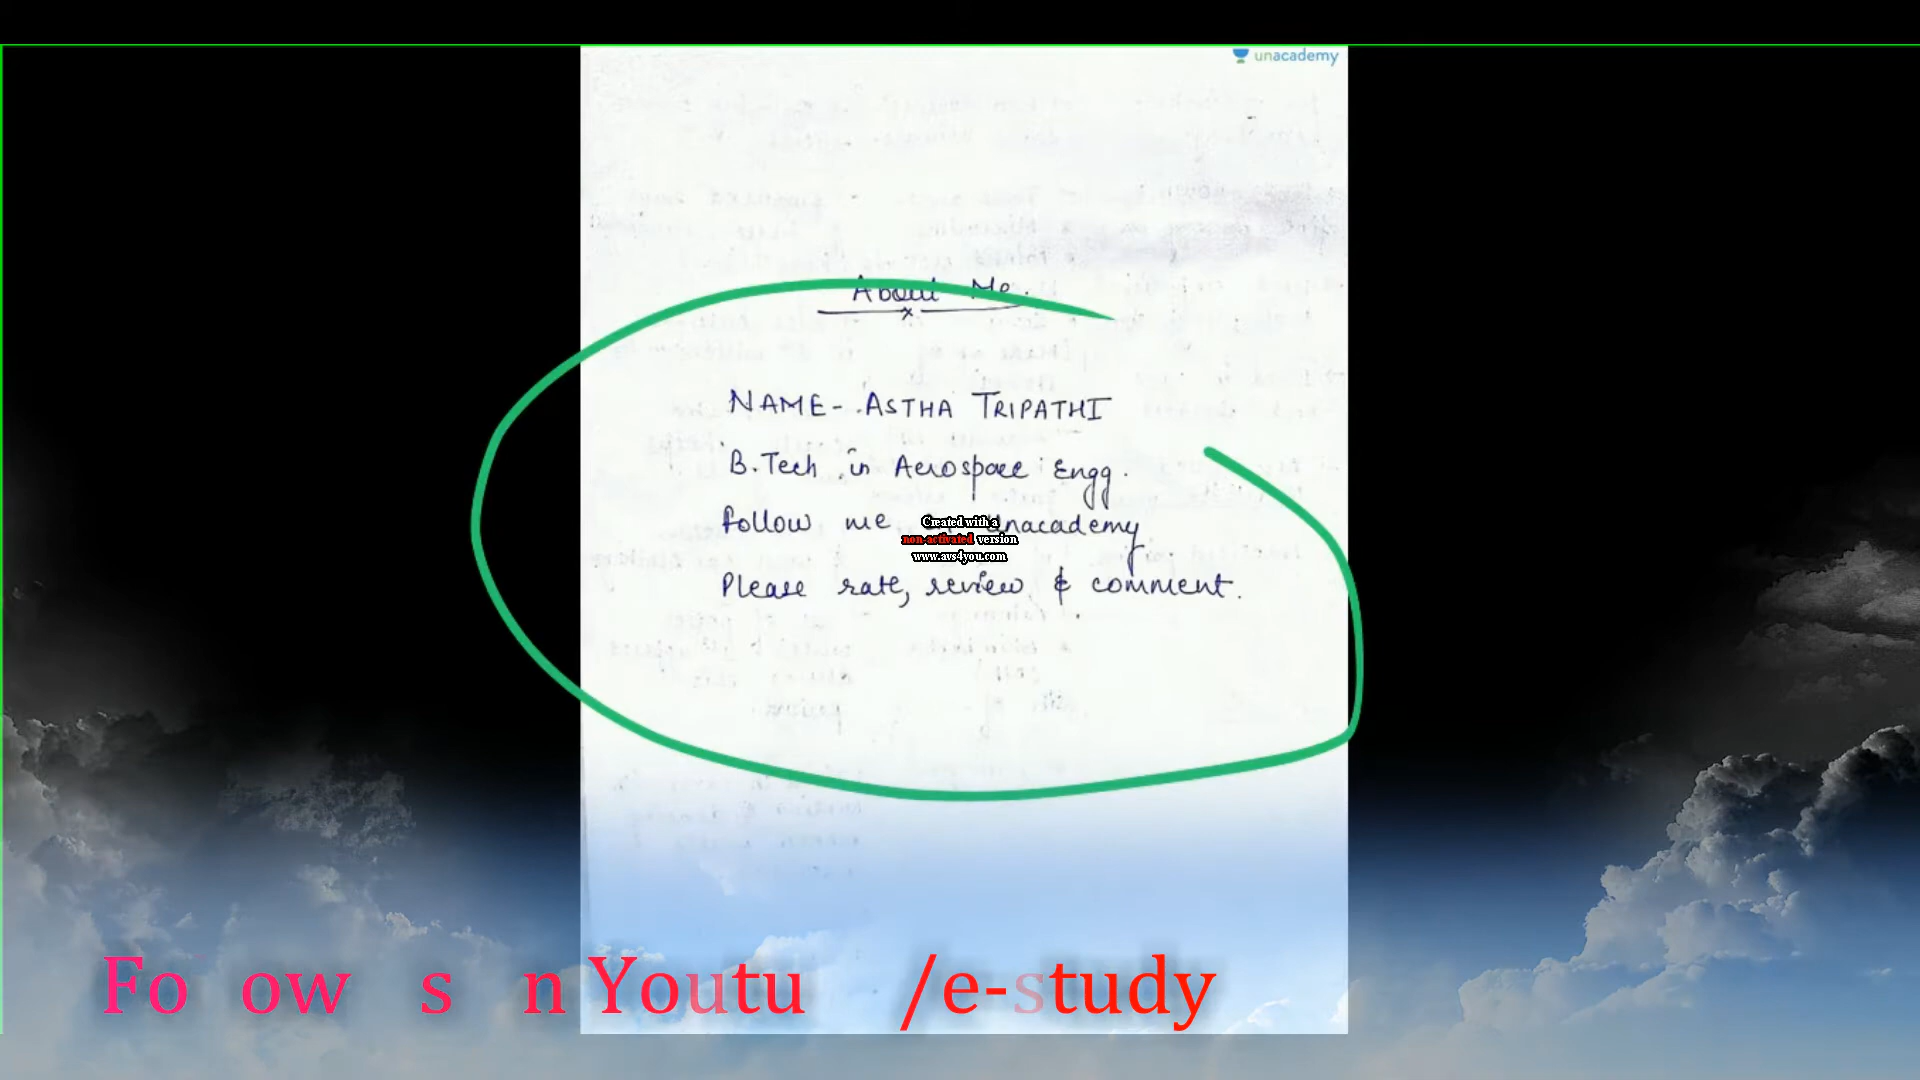 unacademy
About Me.
NAME - ASTHA TRIPATHI
B.Tech in Aerospace Engg.
follow me Unacademy
Please rate, review & comment.
Created with a
non-activated version
www.avs4you.com
Fo ow s n Youtu /e-study